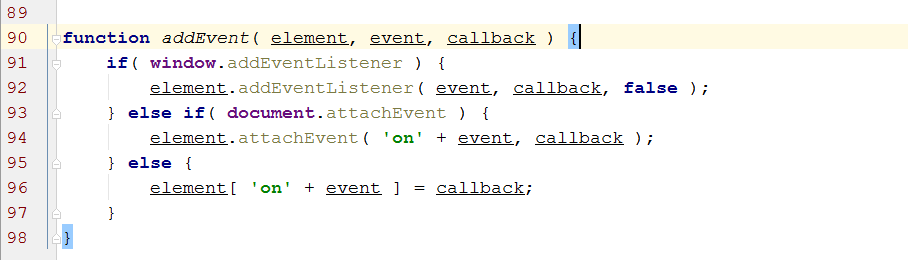 89
90 function addEvent( element, event, callback ) {
91     if( window.addEventListener ) {
92         element.addEventListener( event, callback, false );
93     } else if( document.attachEvent ) {
94         element.attachEvent( 'on' + event, callback );
95     } else {
96         element[ 'on' + event ] = callback;
97     }
98 }